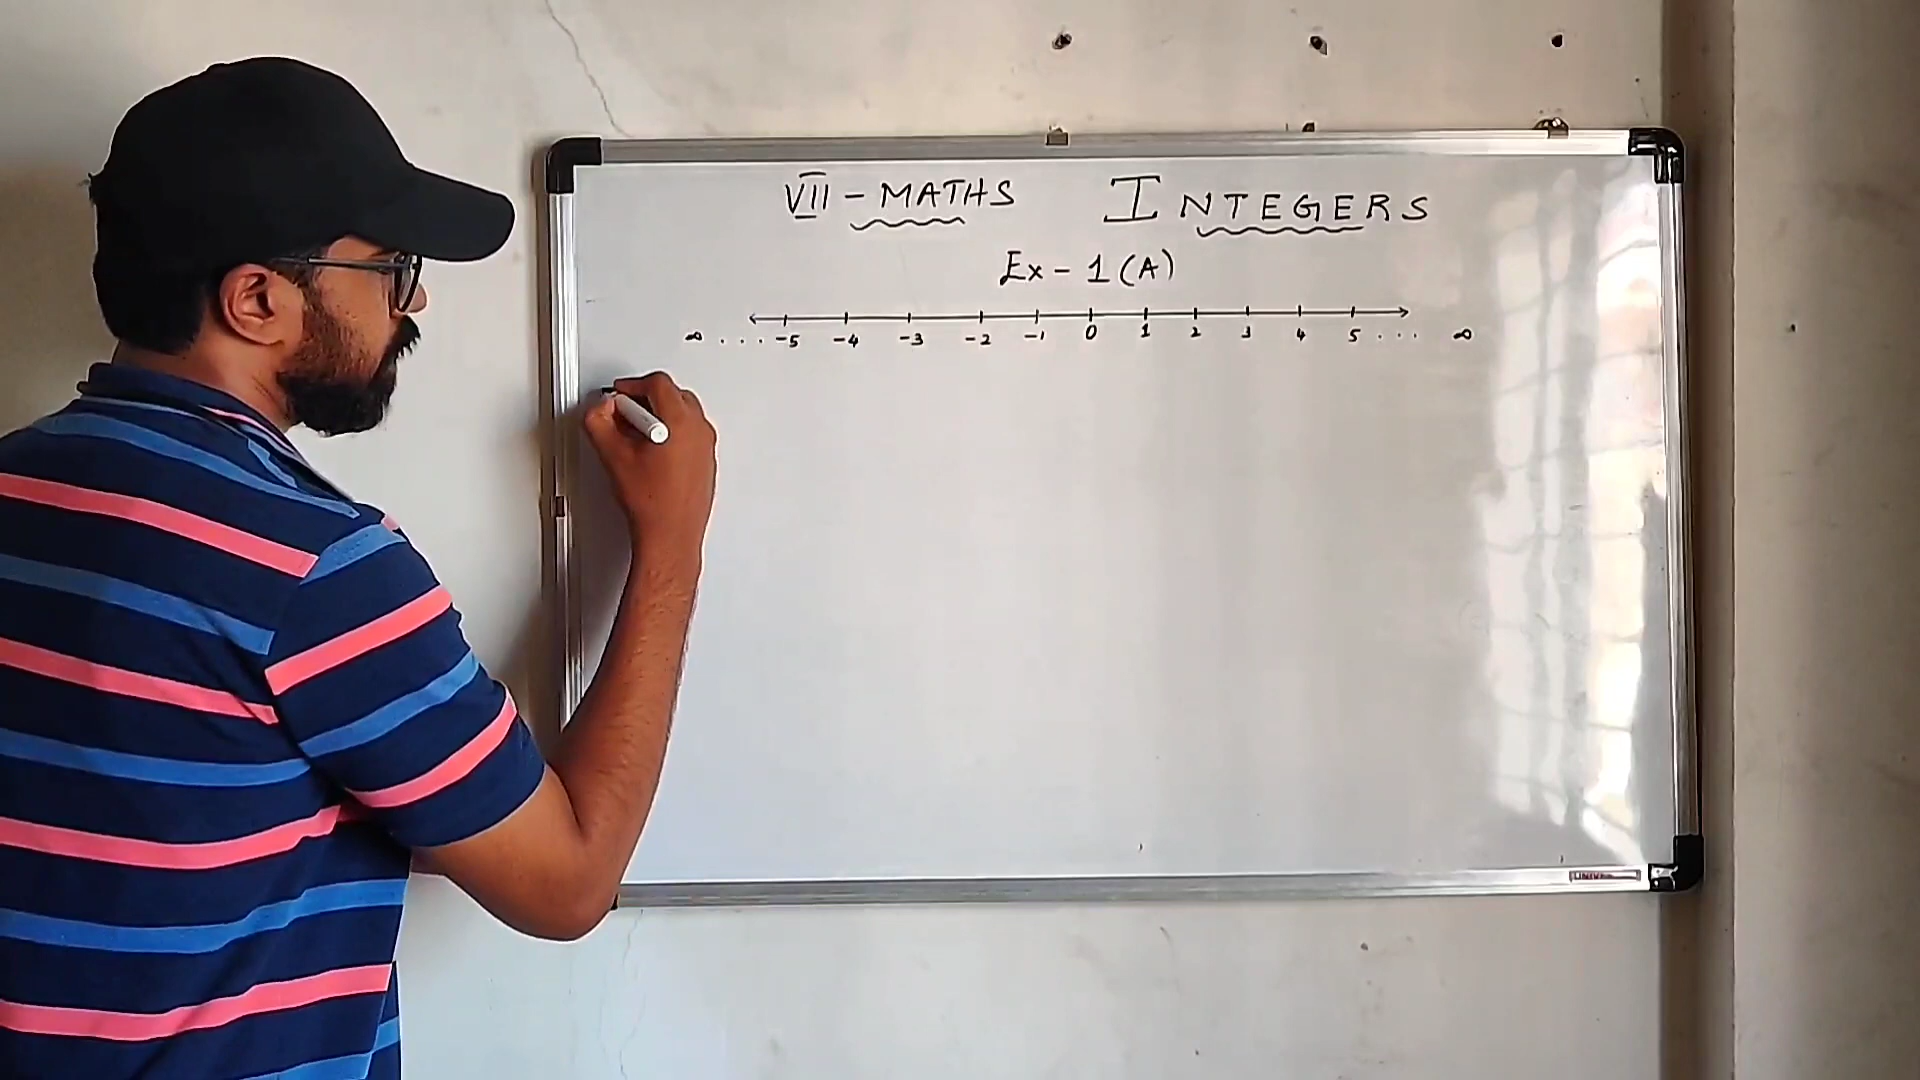 VII - MATHS INTEGERS
Ex - 1 (A)
∞ . . . -5 -4 -3 -2 -1 0 1 2 3 4 5 . . . ∞